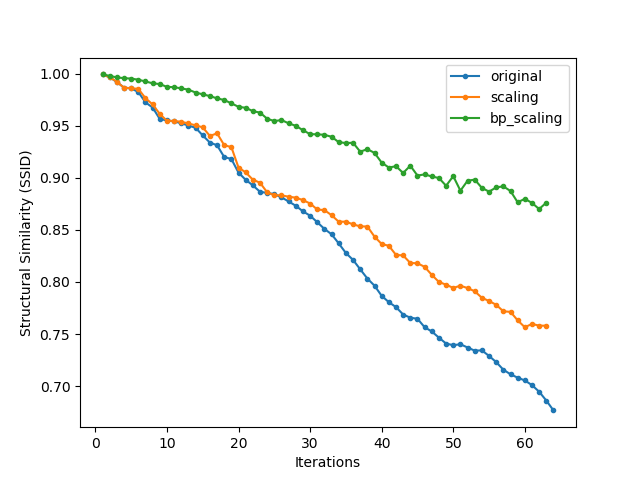 1.00
0.95
0.90
0.85
0.80
0.75
0.70
Structural Similarity (SSID)
original
scaling
bp_scaling
0 10 20 30 40 50 60
Iterations